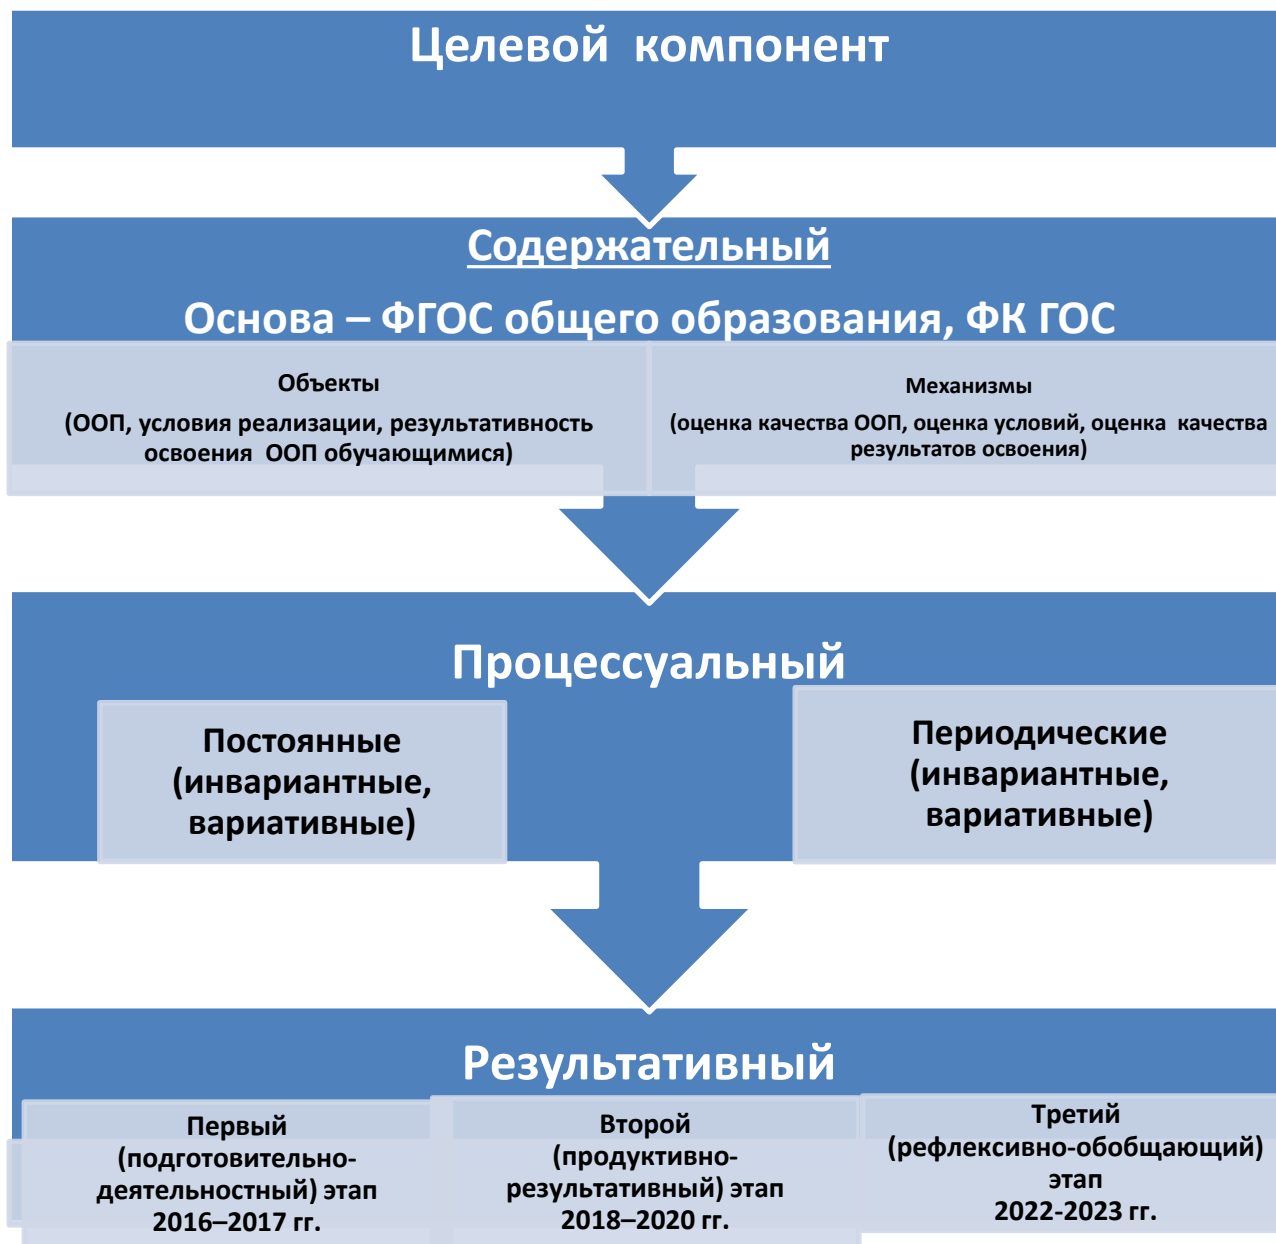 Целевой компонент
Содержательный
Основа – ФГОС общего образования, ФК ГОС
Объекты
(ООП, условия реализации, результативность
освоения ООП обучающимися)
Механизмы
(оценка качества ООП, оценка условий, оценка качества
результатов освоения)
Процессуальный
Постоянные
(инвариантные,
вариативные)
Периодические
(инвариантные,
вариативные)
Результативный
Первый
(подготовительно-
деятельностный) этап
2016–2017 гг.
Второй
(продуктивно-
результативный) этап
2018–2020 гг.
Третий
(рефлексивно-обобщающий)
этап
2022-2023 гг.